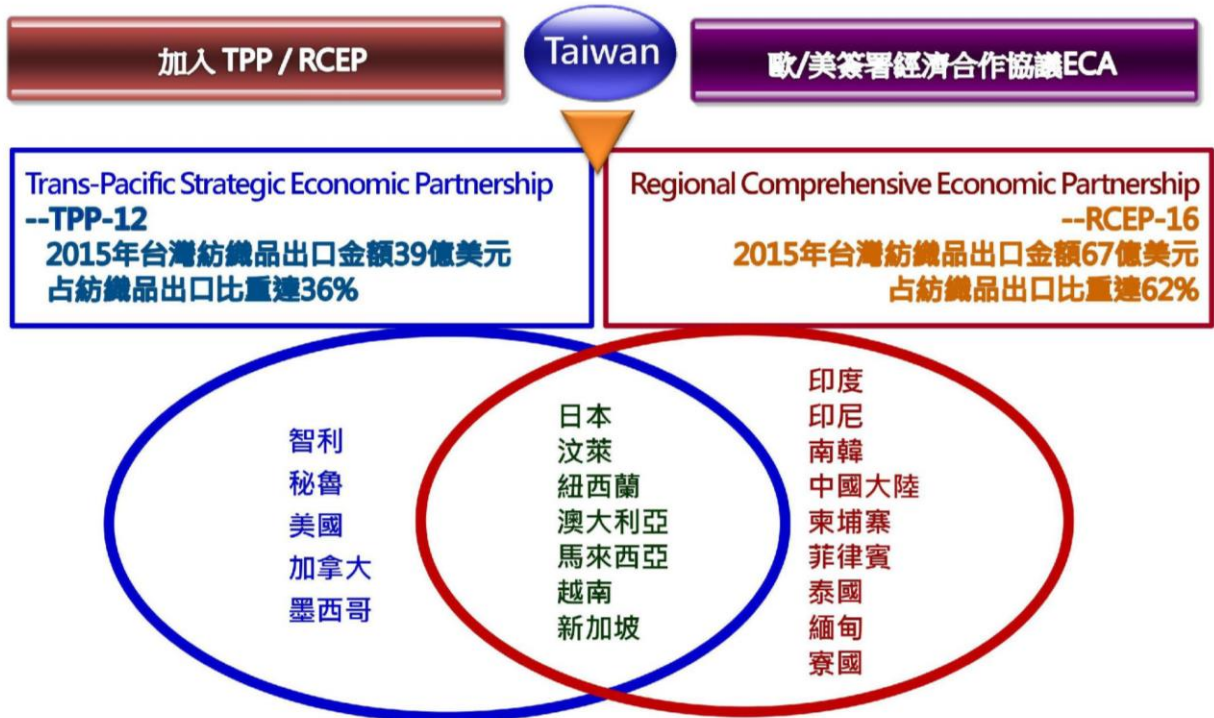 加入 TPP / RCEP
Taiwan
歐/美簽署經濟合作協議ECA
Trans-Pacific Strategic Economic Partnership
--TPP-12
2015年台灣紡織品出口金額39億美元
占紡織品出口比重達36%
Regional Comprehensive Economic Partnership
--RCEP-16
2015年台灣紡織品出口金額67億美元
占紡織品出口比重達62%
智利
秘魯
美國
加拿大
墨西哥
日本
汶萊
紐西蘭
澳大利亞
馬來西亞
越南
新加坡
印度
印尼
南韓
中國大陸
柬埔寨
菲律賓
泰國
緬甸
寮國